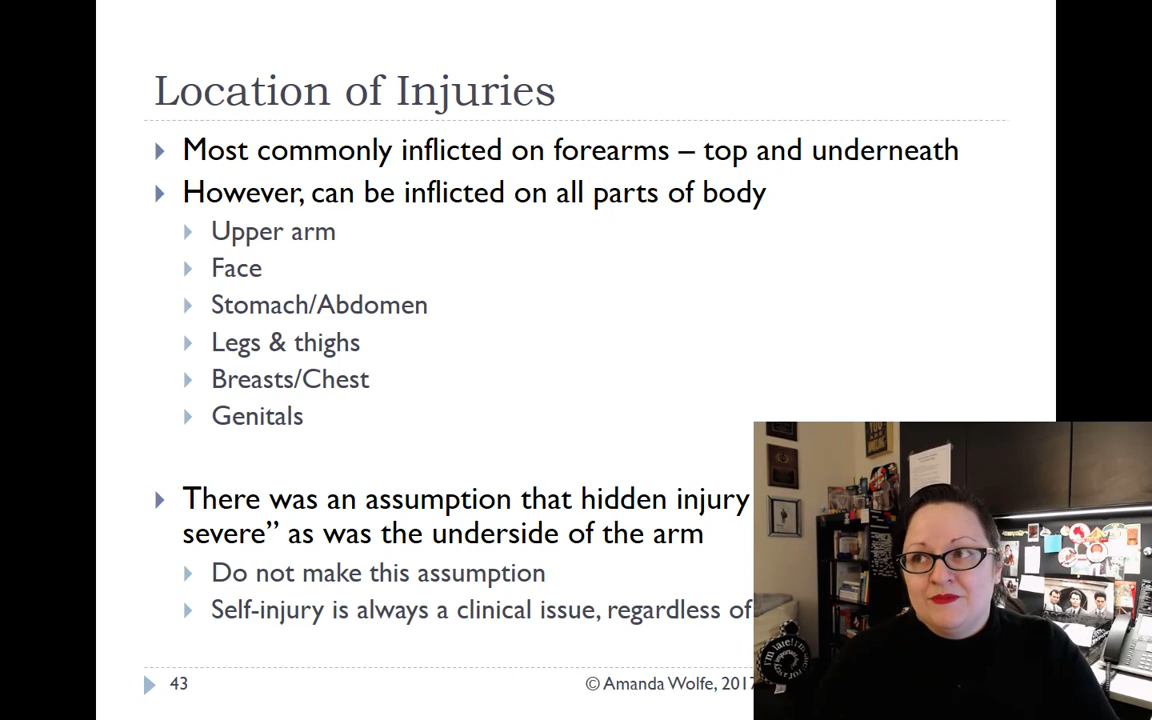 Location of Injuries
Most commonly inflicted on forearms – top and underneath
However, can be inflicted on all parts of body
Upper arm
Face
Stomach/Abdomen
Legs & thighs
Breasts/Chest
Genitals
There was an assumption that hidden injury
severe” as was the underside of the arm
Do not make this assumption
Self-injury is always a clinical issue, regardless of
43
© Amanda Wolfe, 2017
I'm late! I'm
important